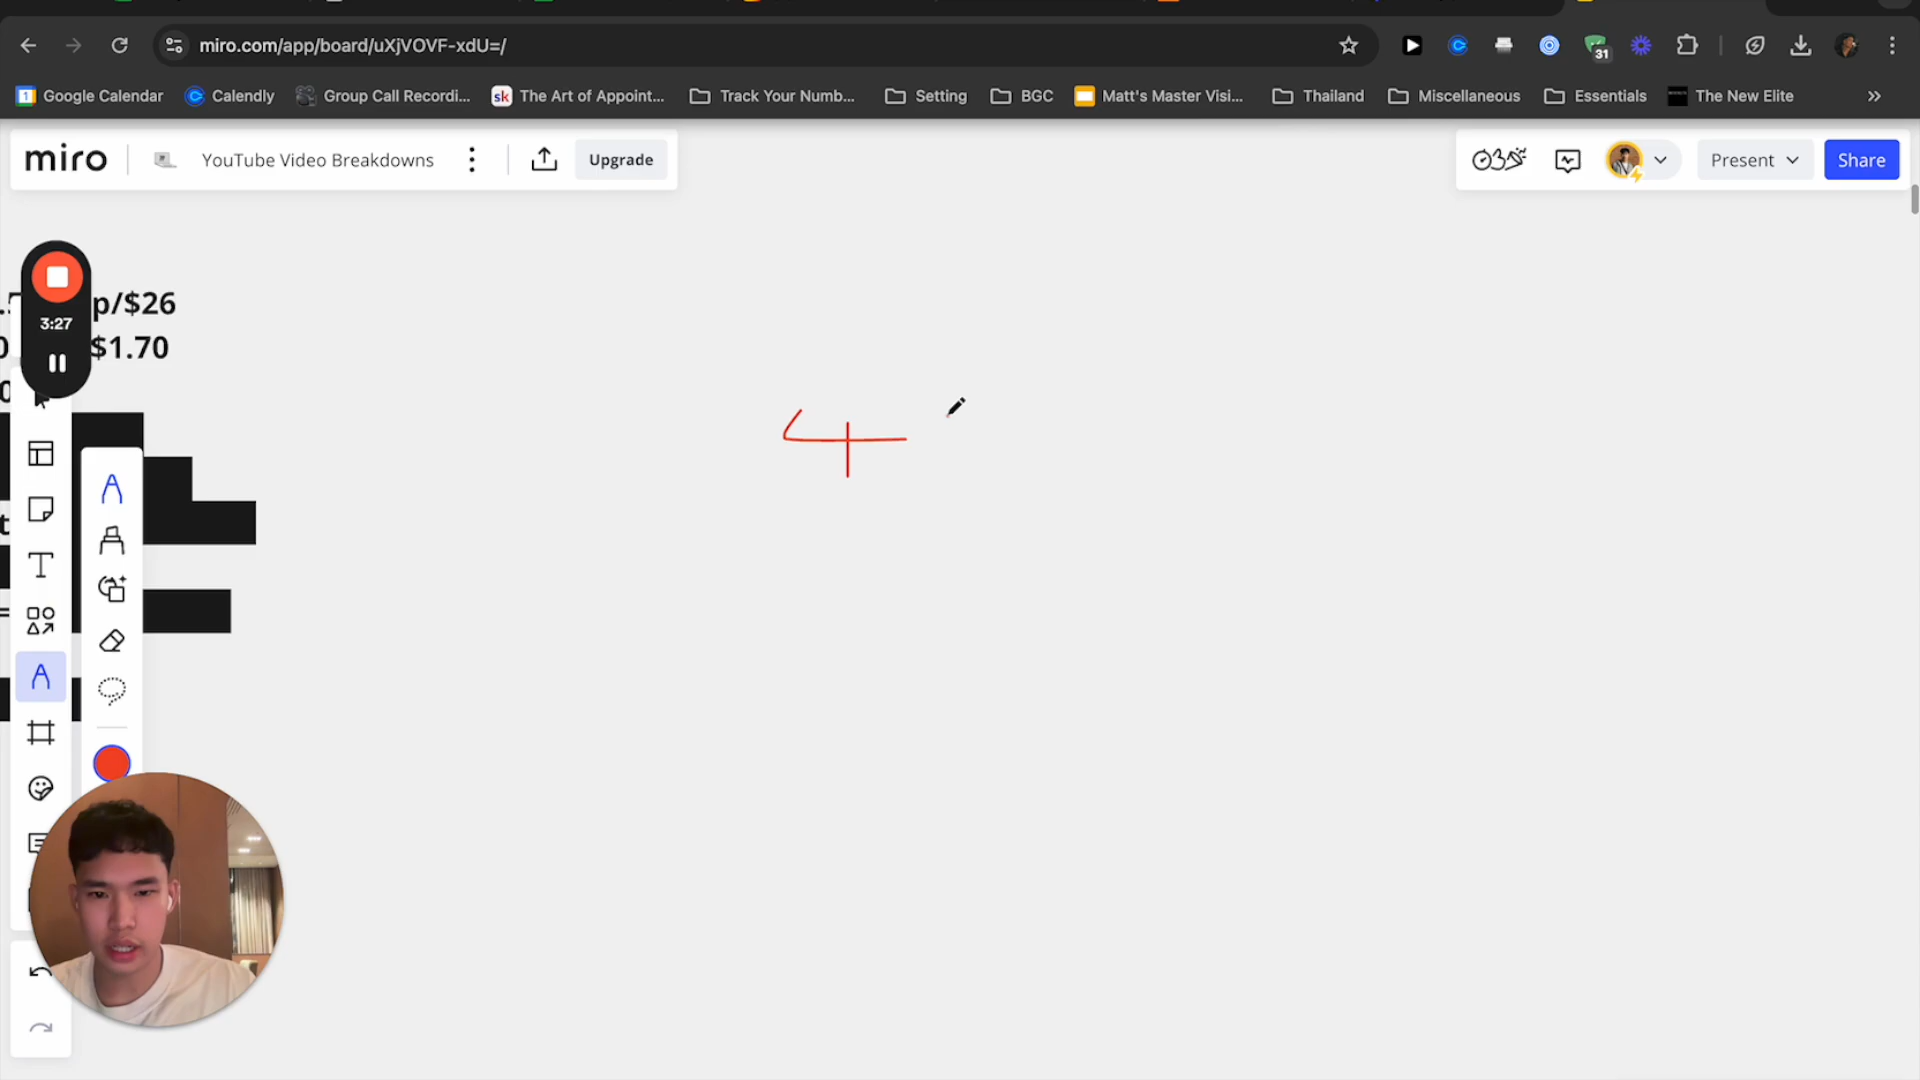 miro.com/app/board/uXjVOVF-xdU=/
31
Google Calendar
Calendly
Group Call Recordi...
sk
The Art of Appoint...
Track Your Numb...
Setting
BGC
Matt's Master Visi...
Thailand
Miscellaneous
Essentials
The New Elite
miro
YouTube Video Breakdowns
Upgrade
Present
Share
p/$26
3:27
$1.70
4